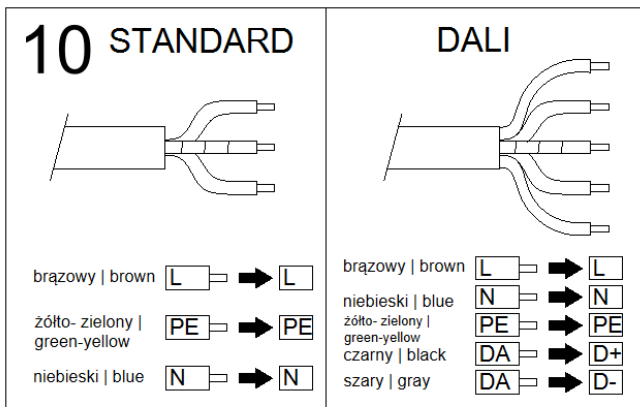 10 STANDARD
brązowy | brown L L
żółto- zielony |
green-yellow PE PE
niebieski | blue N N
DALI
brązowy | brown L L
niebieski | blue N N
żółto- zielony |
green-yellow PE PE
czarny | black DA D+
szary | gray DA D-